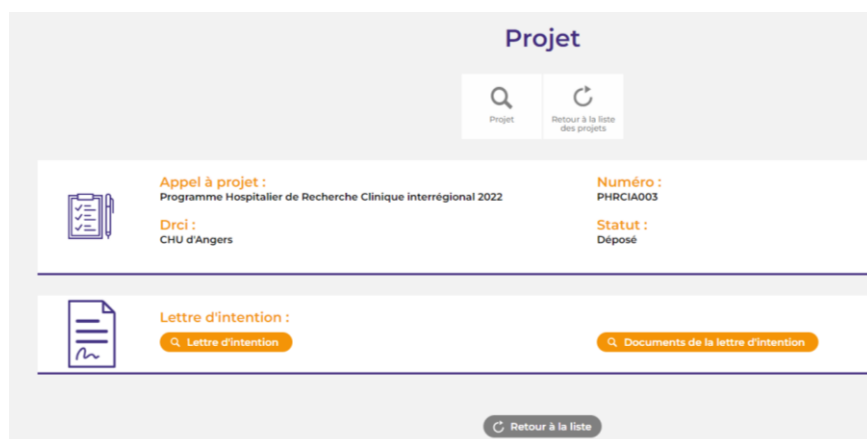 Projet
Projet
Retour à la liste
des projets
Appel à projet :
Programme Hospitalier de Recherche Clinique interrégional 2022
Numéro :
PHRCIA003
Drci :
CHU d'Angers
Statut :
Déposé
Lettre d'intention :
Lettre d'intention
Documents de la lettre d'intention
Retour à la liste